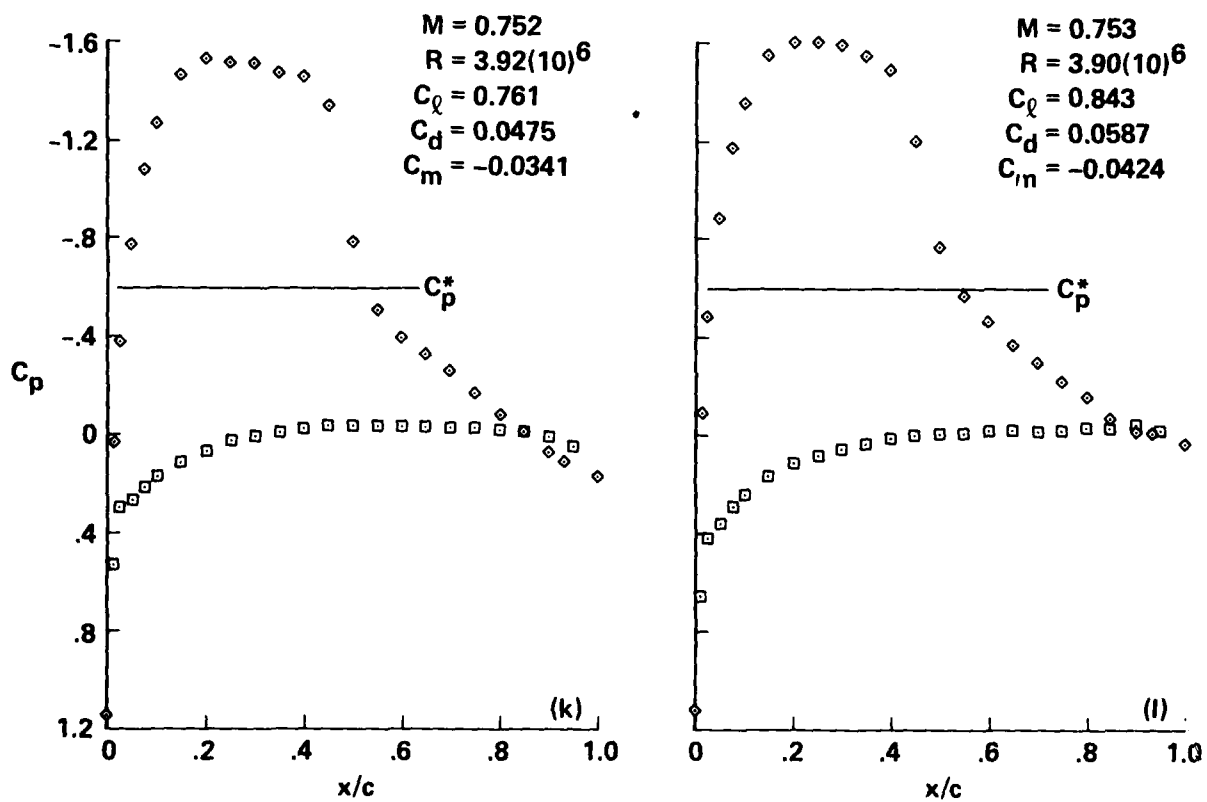 M = 0.752
R = 3.92(10)⁶
Cℓ = 0.761
Cd = 0.0475
Cm = −0.0341
−1.6
−1.2
−.8
−.4
0
.4
.8
1.2
Cp
Cp*
(k)
0 .2 .4 .6 .8 1.0
x/c
M = 0.753
R = 3.90(10)⁶
Cℓ = 0.843
Cd = 0.0587
Cm = −0.0424
Cp*
(l)
0 .2 .4 .6 .8 1.0
x/c